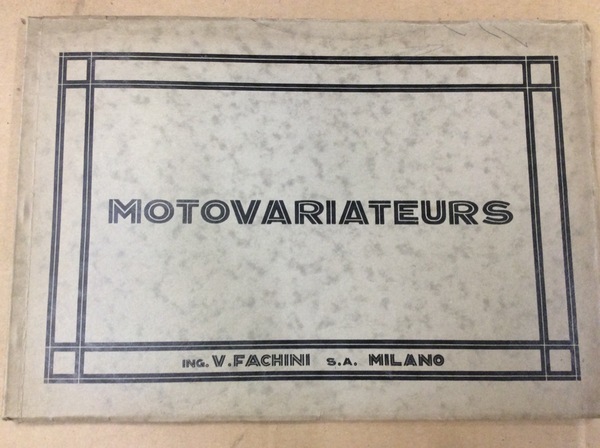 MOTOVARIATEURS
ING. V. FACHINI S.A. MILANO